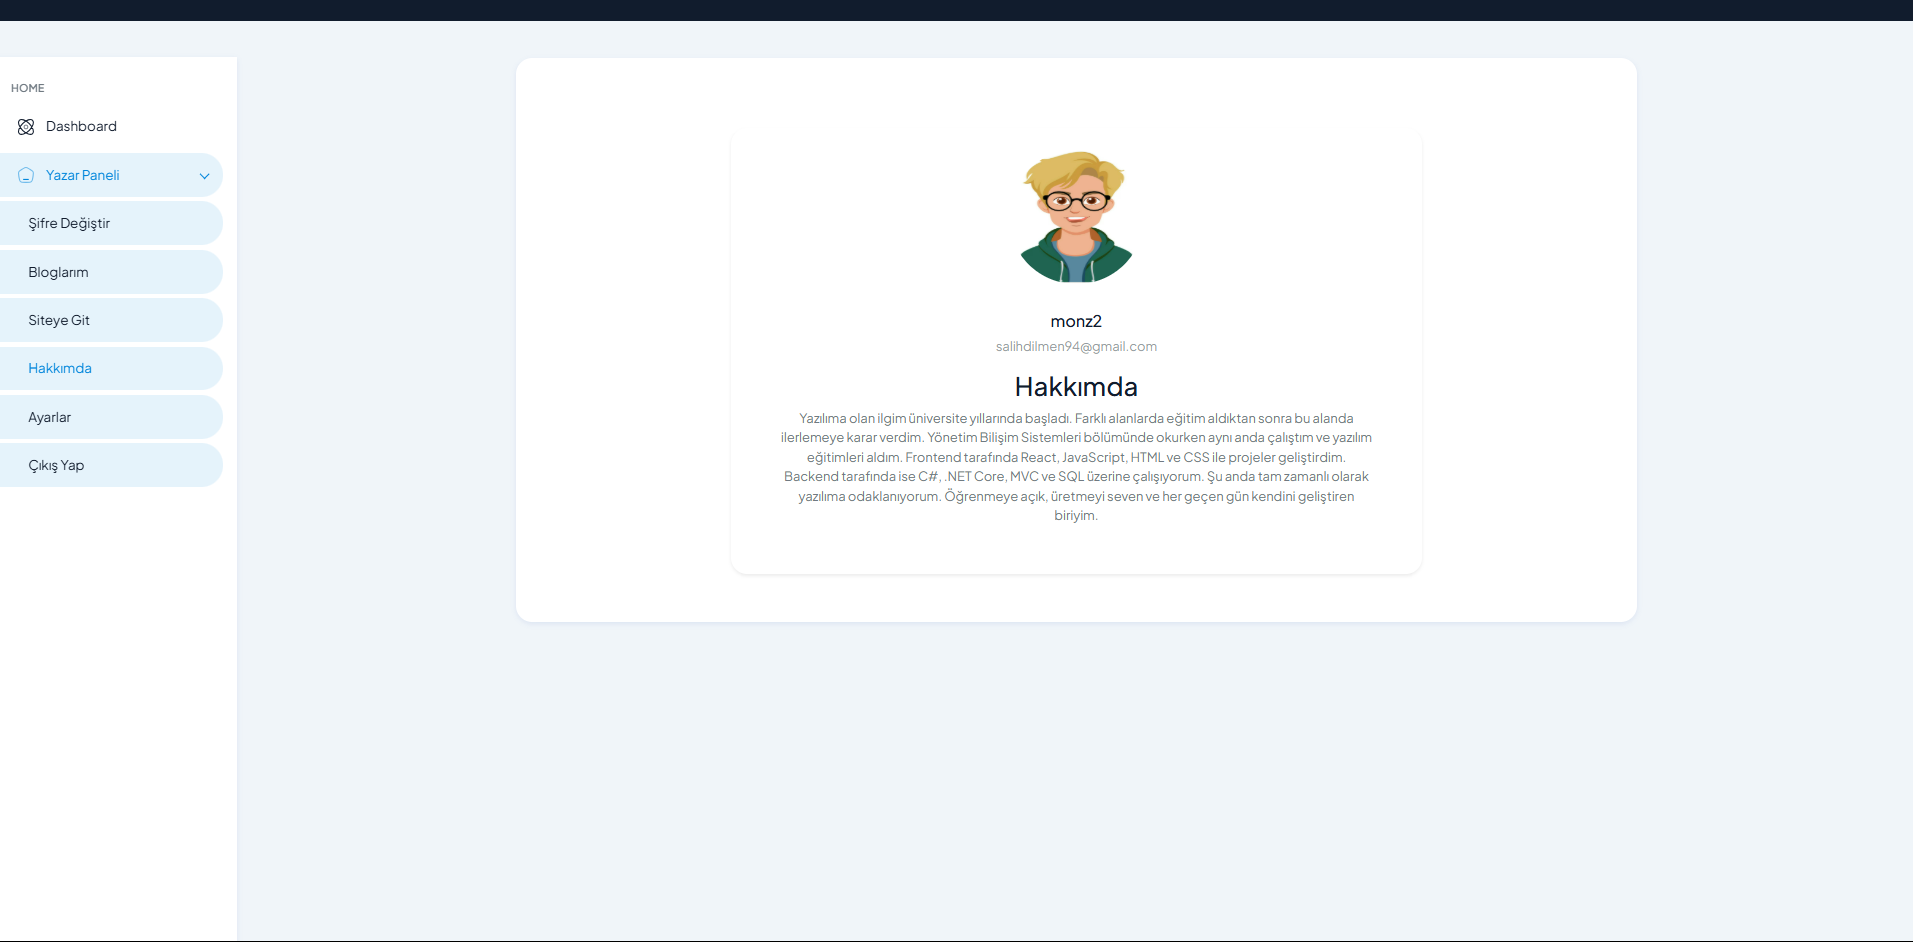 HOME
Dashboard
Yazar Paneli
Şifre Değiştir
Bloglarım
Siteye Git
Hakkımda
Ayarlar
Çıkış Yap
monz2
salihdilmen94@gmail.com
Hakkımda
Yazılıma olan ilgim üniversite yıllarında başladı. Farklı alanlarda eğitim aldıktan sonra bu alanda
ilerlemeye karar verdim. Yönetim Bilişim Sistemleri bölümünde okurken aynı anda çalıştım ve yazılım
eğitimleri aldım. Frontend tarafında React, JavaScript, HTML ve CSS ile projeler geliştirdim.
Backend tarafında ise C#, .NET Core, MVC ve SQL üzerine çalışıyorum. Şu anda tam zamanlı olarak
yazılıma odaklanıyorum. Öğrenmeye açık, üretmeyi seven ve her geçen gün kendini geliştiren
biriyim.